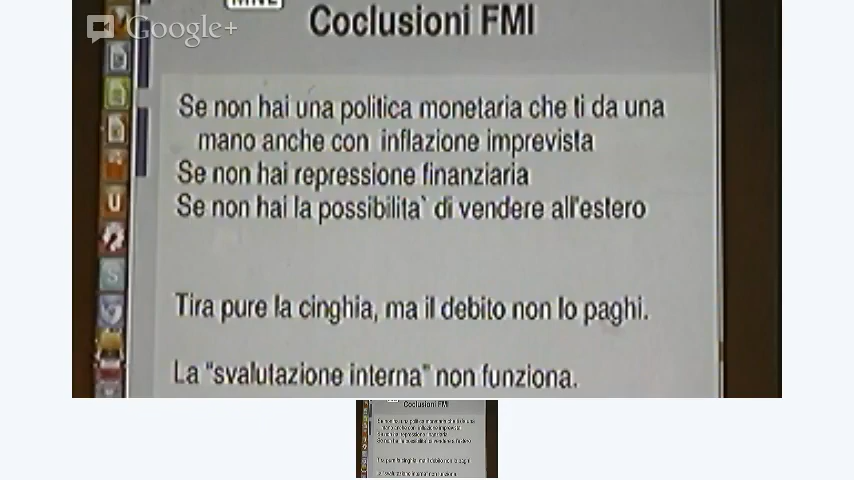 Google+
Coclusioni FMI
Se non hai una politica monetaria che ti da una
mano anche con inflazione imprevista
Se non hai repressione finanziaria
Se non hai la possibilita` di vendere all'estero
Tira pure la cinghia, ma il debito non lo paghi.
La "svalutazione interna" non funziona.
Coclusioni FMI